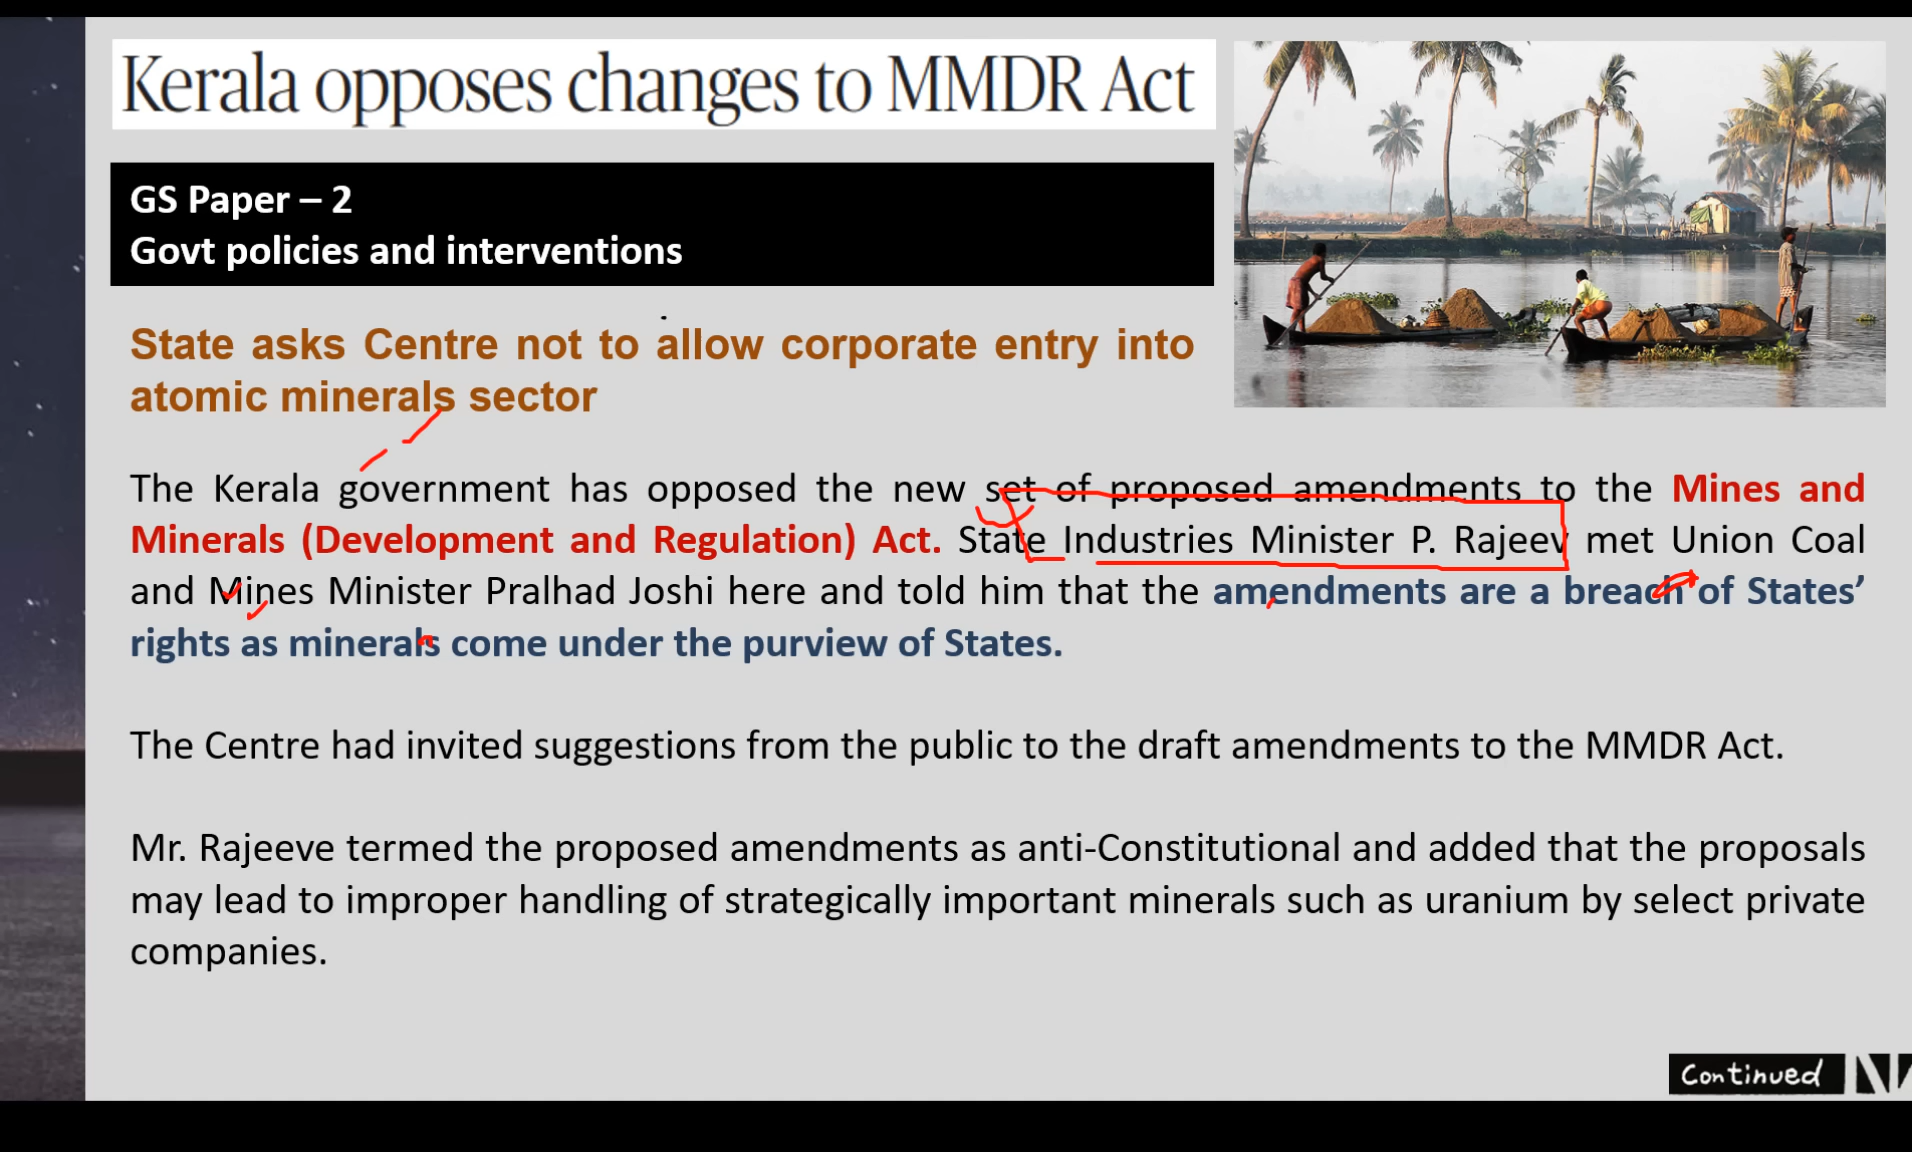 Kerala opposes changes to MMDR Act
GS Paper – 2
Govt policies and interventions
State asks Centre not to allow corporate entry into
atomic minerals sector
The Kerala government has opposed the new set of proposed amendments to the Mines and
Minerals (Development and Regulation) Act. State Industries Minister P. Rajeev met Union Coal
and Mines Minister Pralhad Joshi here and told him that the amendments are a breach of States’
rights as minerals come under the purview of States.
The Centre had invited suggestions from the public to the draft amendments to the MMDR Act.
Mr. Rajeeve termed the proposed amendments as anti-Constitutional and added that the proposals
may lead to improper handling of strategically important minerals such as uranium by select private
companies.
Continued